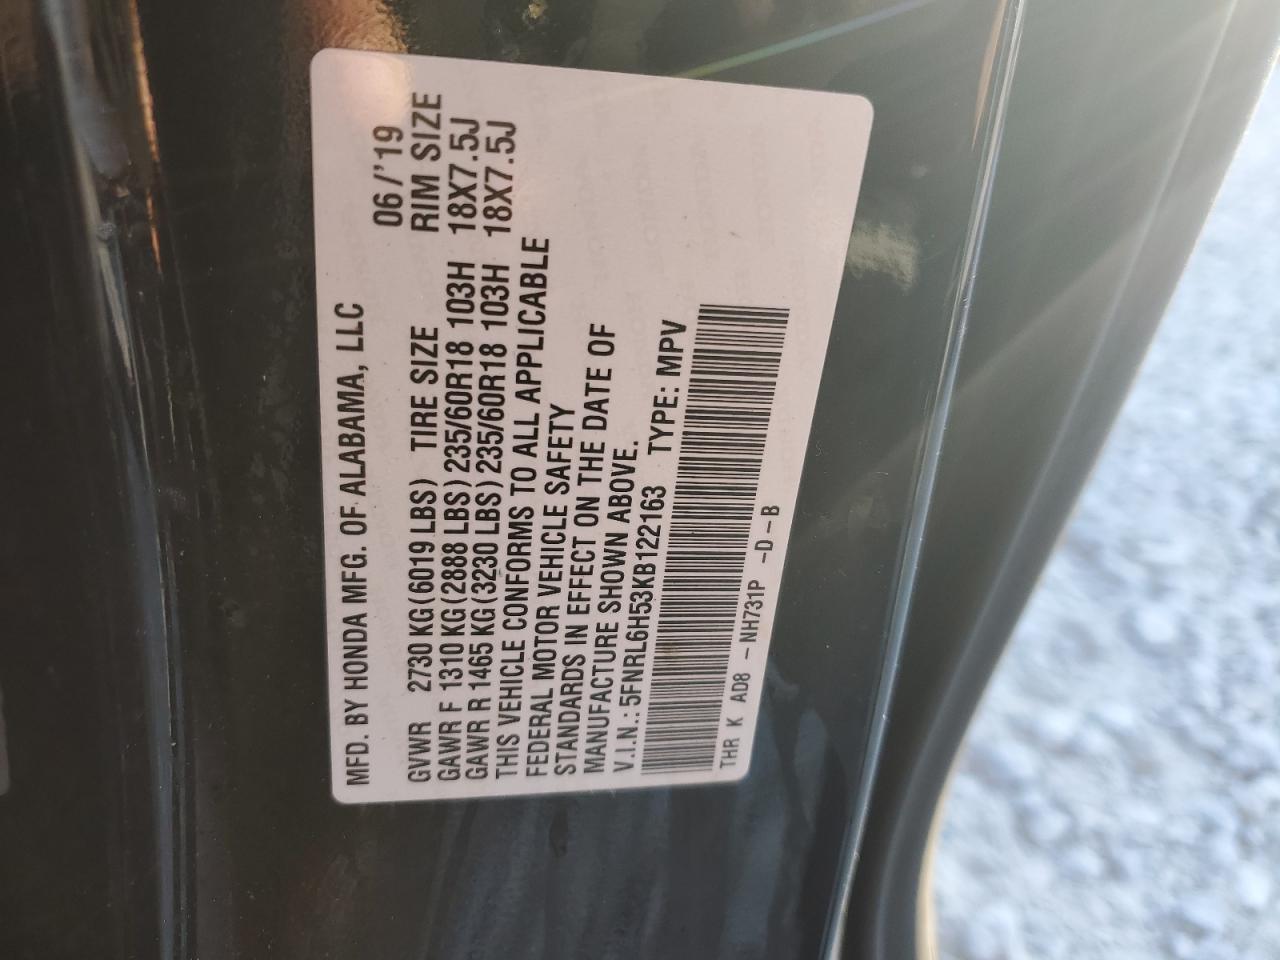 MFD. BY HONDA MFG. OF ALABAMA, LLC
06/'19
GVWR 2730 KG(6019 LBS) TIRE SIZE RIM SIZE
GAWR F 1310 KG(2888 LBS)235/60R18 103H 18X7.5J
GAWR R 1465 KG(3230 LBS)235/60R18 103H 18X7.5J
THIS VEHICLE CONFORMS TO ALL APPLICABLE
FEDERAL MOTOR VEHICLE SAFETY
STANDARDS IN EFFECT ON THE DATE OF
MANUFACTURE SHOWN ABOVE.
V.I.N.: 5FNRL6H53KB122163 TYPE: MPV
THR K AD8 - NH731P -D-B